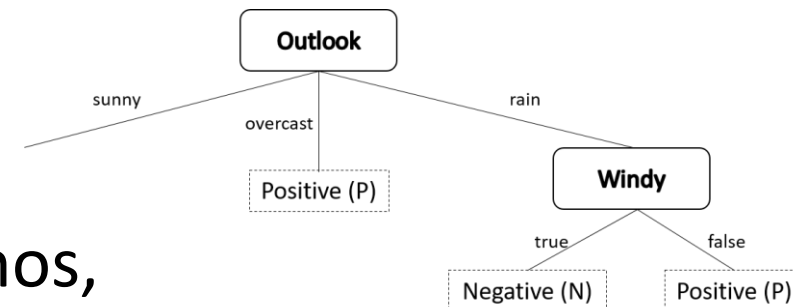 Outlook
sunny
rain
overcast
Positive (P)
Windy
true
false
Negative (N)
Positive (P)